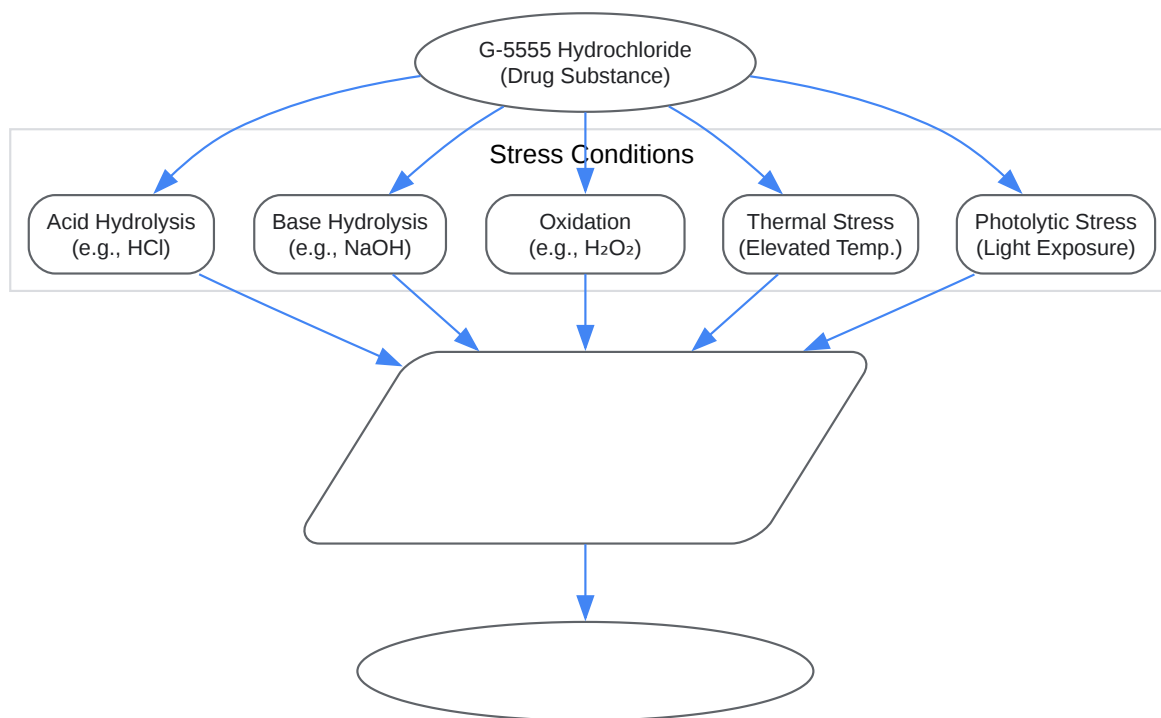 G-5555 Hydrochloride
(Drug Substance)
Stress Conditions
Acid Hydrolysis
(e.g., HCl)
Base Hydrolysis
(e.g., NaOH)
Oxidation
(e.g., H₂O₂)
Thermal Stress
(Elevated Temp.)
Photolytic Stress
(Light Exposure)